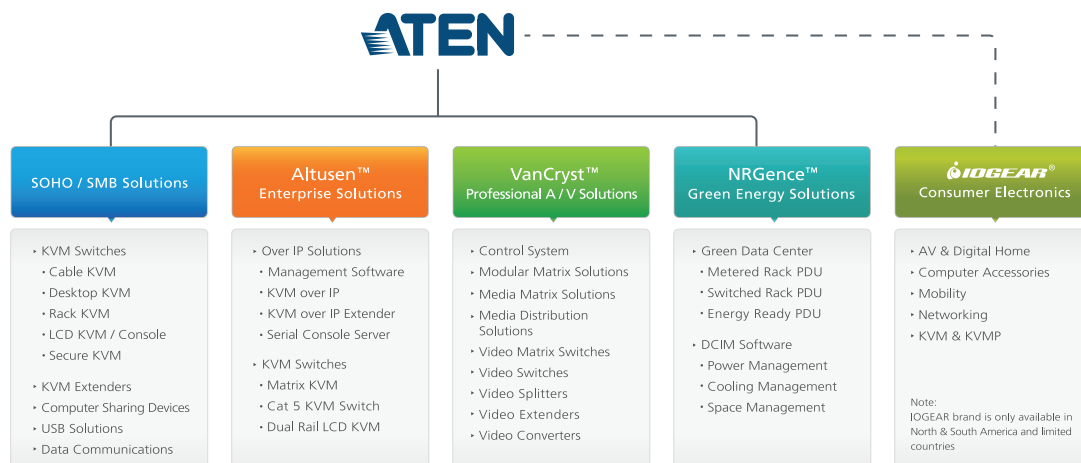 ATEN
SOHO / SMB Solutions
‣ KVM Switches
• Cable KVM
• Desktop KVM
• Rack KVM
• LCD KVM / Console
• Secure KVM
‣ KVM Extenders
‣ Computer Sharing Devices
‣ USB Solutions
‣ Data Communications
Altusen™
Enterprise Solutions
‣ Over IP Solutions
• Management Software
• KVM over IP
• KVM over IP Extender
• Serial Console Server
‣ KVM Switches
• Matrix KVM
• Cat 5 KVM Switch
• Dual Rail LCD KVM
VanCryst™
Professional A / V Solutions
‣ Control System
‣ Modular Matrix Solutions
‣ Media Matrix Solutions
‣ Media Distribution
Solutions
‣ Video Matrix Switches
‣ Video Switches
‣ Video Splitters
‣ Video Extenders
‣ Video Converters
NRGence™
Green Energy Solutions
‣ Green Data Center
• Metered Rack PDU
• Switched Rack PDU
• Energy Ready PDU
‣ DCIM Software
• Power Management
• Cooling Management
• Space Management
IOGEAR®
Consumer Electronics
‣ AV & Digital Home
‣ Computer Accessories
‣ Mobility
‣ Networking
‣ KVM & KVMP
Note:
IOGEAR brand is only available in
North & South America and limited
countries